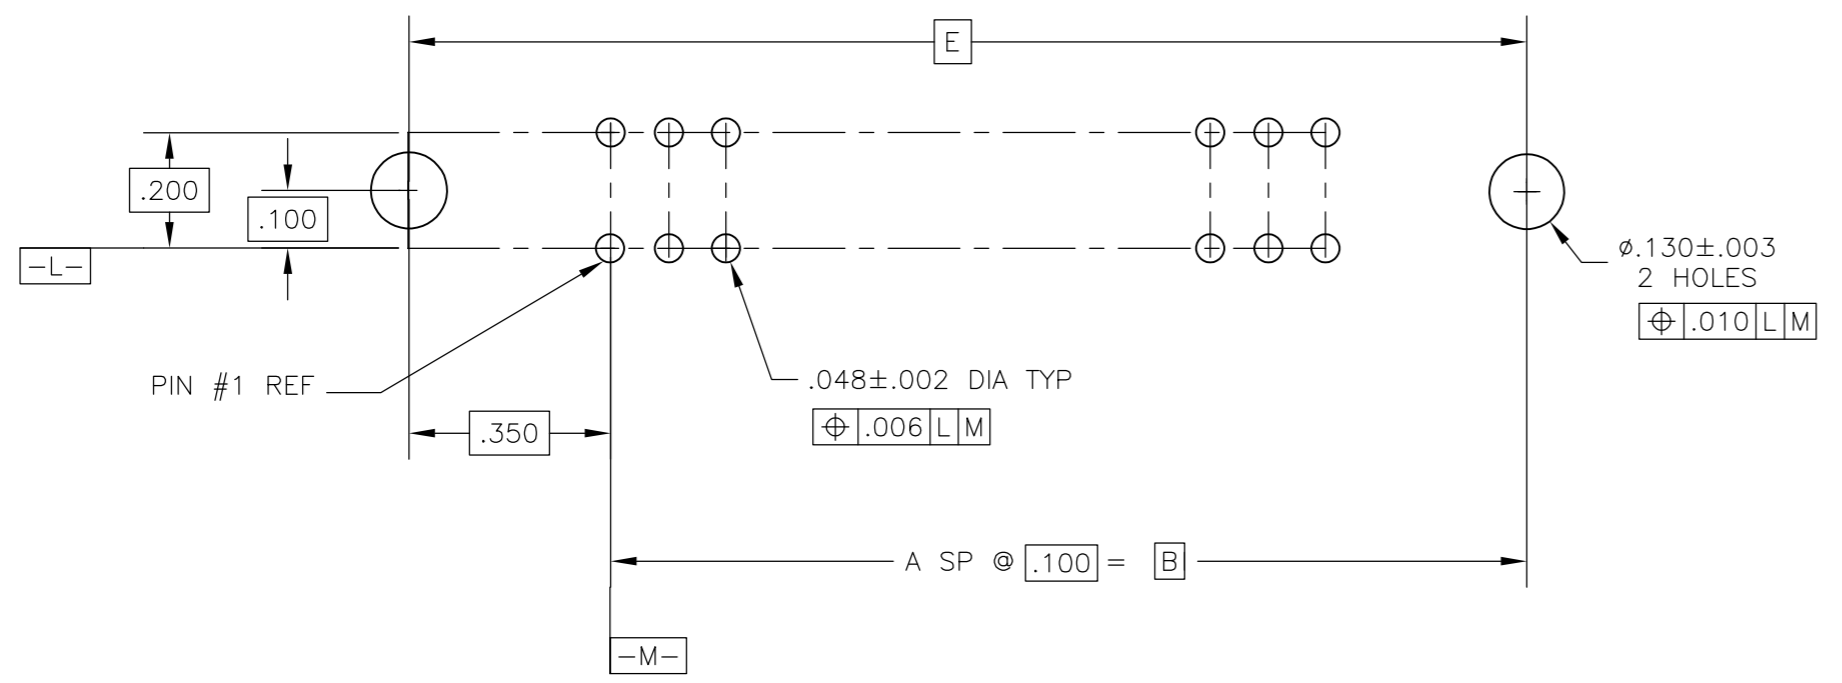 E
.200
.100
-L-
ø.130±.003
2 HOLES
⌖ .010 L M
PIN #1 REF
.048±.002 DIA TYP
⌖ .006 L M
.350
A SP @ .100 = B
-M-